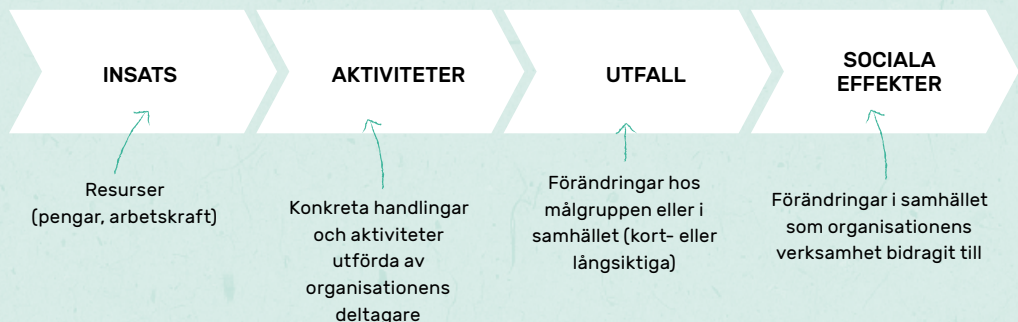 INSATS
AKTIVITETER
UTFALL
SOCIALA
EFFEKTER
Resurser
(pengar, arbetskraft)
Konkreta handlingar
och aktiviteter
utförda av
organisationens
deltagare
Förändringar hos
målgruppen eller i
samhället (kort- eller
långsiktiga)
Förändringar i samhället
som organisationens
verksamhet bidragit till